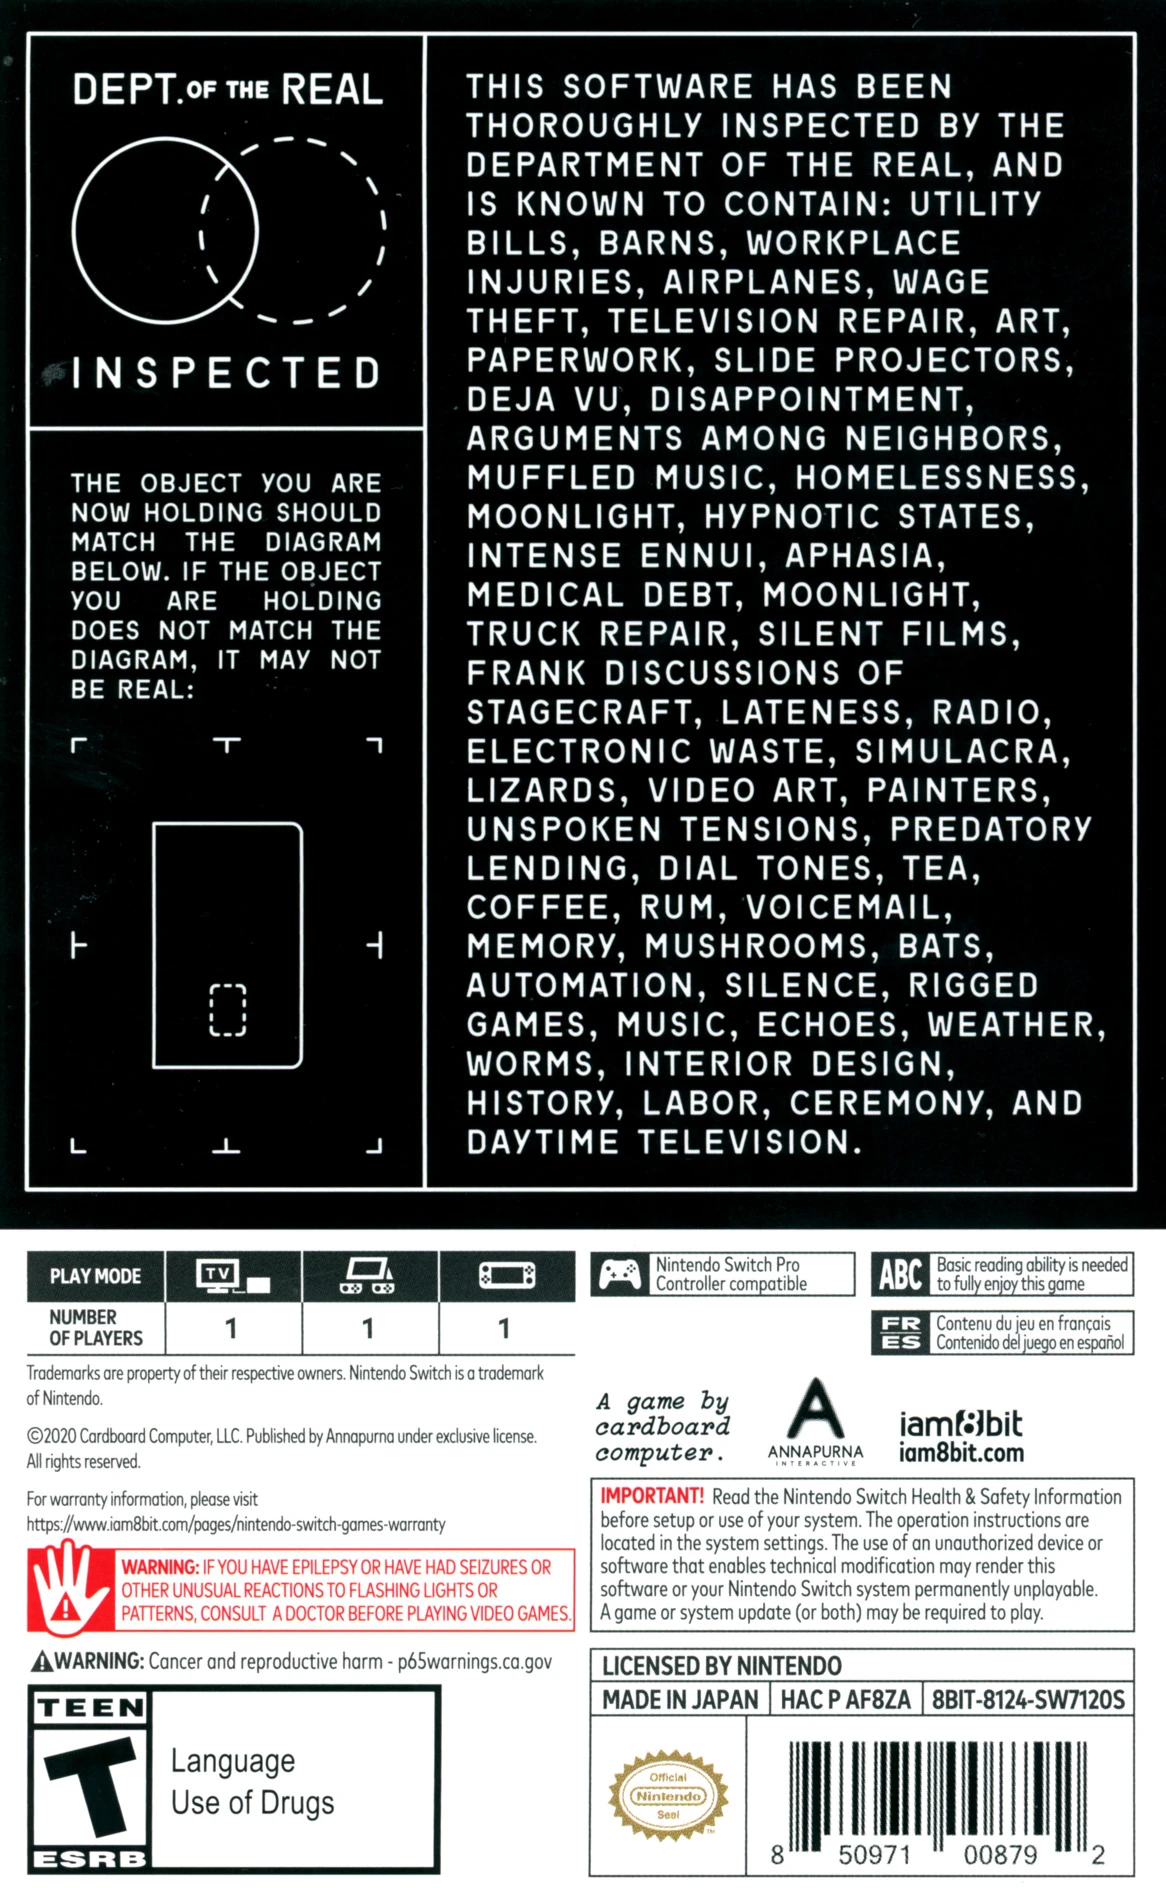 DEPT. OF THE REAL
INSPECTED
THE OBJECT YOU ARE
NOW HOLDING SHOULD
MATCH THE DIAGRAM
BELOW. IF THE OBJECT
YOU ARE HOLDING
DOES NOT MATCH THE
DIAGRAM, IT MAY NOT
BE REAL:
THIS SOFTWARE HAS BEEN
THOROUGHLY INSPECTED BY THE
DEPARTMENT OF THE REAL, AND
IS KNOWN TO CONTAIN: UTILITY
BILLS, BARNS, WORKPLACE
INJURIES, AIRPLANES, WAGE
THEFT, TELEVISION REPAIR, ART,
PAPERWORK, SLIDE PROJECTORS,
DEJA VU, DISAPPOINTMENT,
ARGUMENTS AMONG NEIGHBORS,
MUFFLED MUSIC, HOMELESSNESS,
MOONLIGHT, HYPNOTIC STATES,
INTENSE ENNUI, APHASIA,
MEDICAL DEBT, MOONLIGHT,
TRUCK REPAIR, SILENT FILMS,
FRANK DISCUSSIONS OF
STAGECRAFT, LATENESS, RADIO,
ELECTRONIC WASTE, SIMULACRA,
LIZARDS, VIDEO ART, PAINTERS,
UNSPOKEN TENSIONS, PREDATORY
LENDING, DIAL TONES, TEA,
COFFEE, RUM, VOICEMAIL,
MEMORY, MUSHROOMS, BATS,
AUTOMATION, SILENCE, RIGGED
GAMES, MUSIC, ECHOES, WEATHER,
WORMS, INTERIOR DESIGN,
HISTORY, LABOR, CEREMONY, AND
DAYTIME TELEVISION.
PLAY MODE TV
NUMBER
OF PLAYERS 1 1 1
Trademarks are property of their respective owners. Nintendo Switch is a trademark
of Nintendo.
©2020 Cardboard Computer, LLC. Published by Annapurna under exclusive license.
All rights reserved.
For warranty information, please visit
https://www.iam8bit.com/pages/nintendo-switch-games-warranty
WARNING: IF YOU HAVE EPILEPSY OR HAVE HAD SEIZURES OR
OTHER UNUSUAL REACTIONS TO FLASHING LIGHTS OR
PATTERNS, CONSULT A DOCTOR BEFORE PLAYING VIDEO GAMES.
WARNING: Cancer and reproductive harm - p65warnings.ca.gov
TEEN
T
ESRB
Language
Use of Drugs
Nintendo Switch Pro
Controller compatible
ABC
Basic reading ability is needed
to fully enjoy this game
FR
ES
Contenu du jeu en français
Contenido del juego en español
A game by
cardboard
computer.
A
ANNAPURNA
INTERACTIVE
iam8bit
iam8bit.com
IMPORTANT! Read the Nintendo Switch Health & Safety Information
before setup or use of your system. The operation instructions are
located in the system settings. The use of an unauthorized device or
software that enables technical modification may render this
software or your Nintendo Switch system permanently unplayable.
A game or system update (or both) may be required to play.
LICENSED BY NINTENDO
MADE IN JAPAN HAC P AF8ZA 8BIT-8124-SW7120S
Official
Nintendo
Seal
TM
8 50971 00879 2